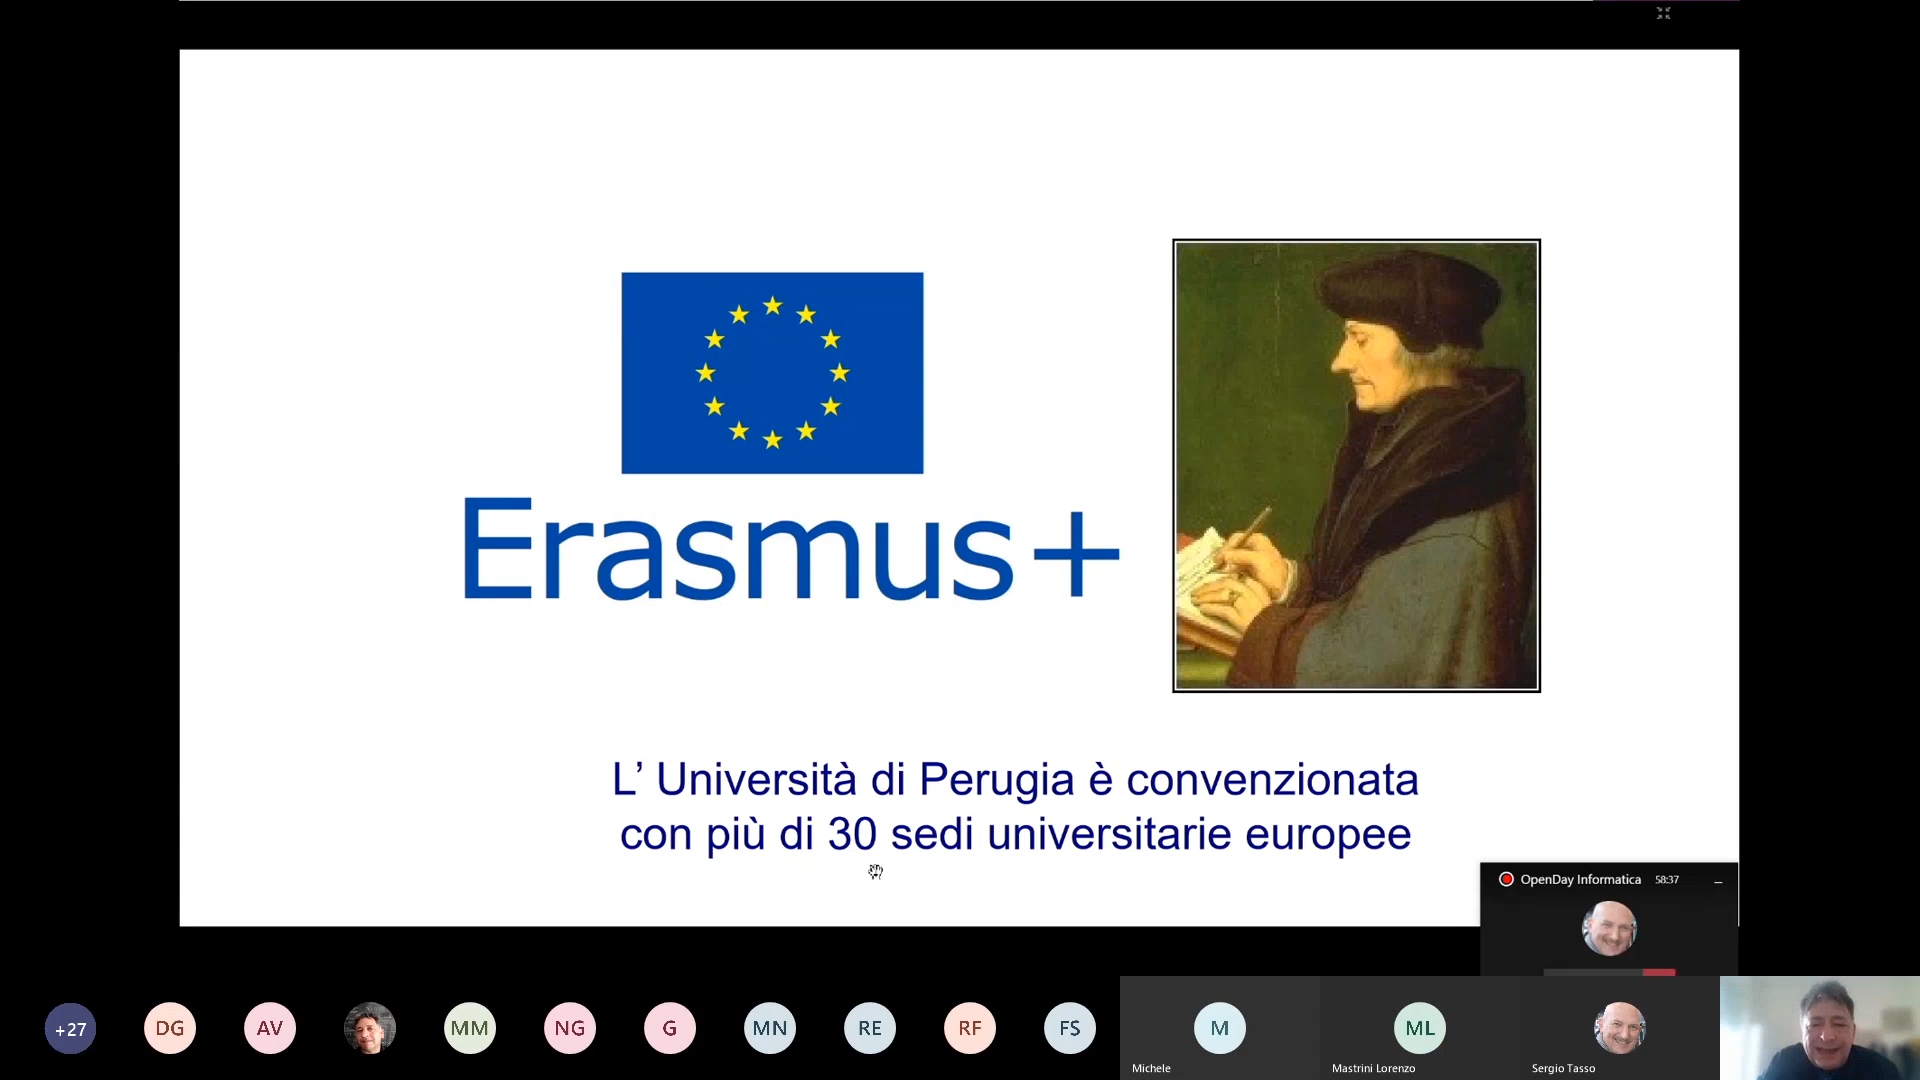 Erasmus+
L’ Università di Perugia è convenzionata
con più di 30 sedi universitarie europee
OpenDay Informatica 58:37
+27
DG
AV
MM
NG
G
MN
RE
RF
FS
M
ML
Michele
Mastrini Lorenzo
Sergio Tasso